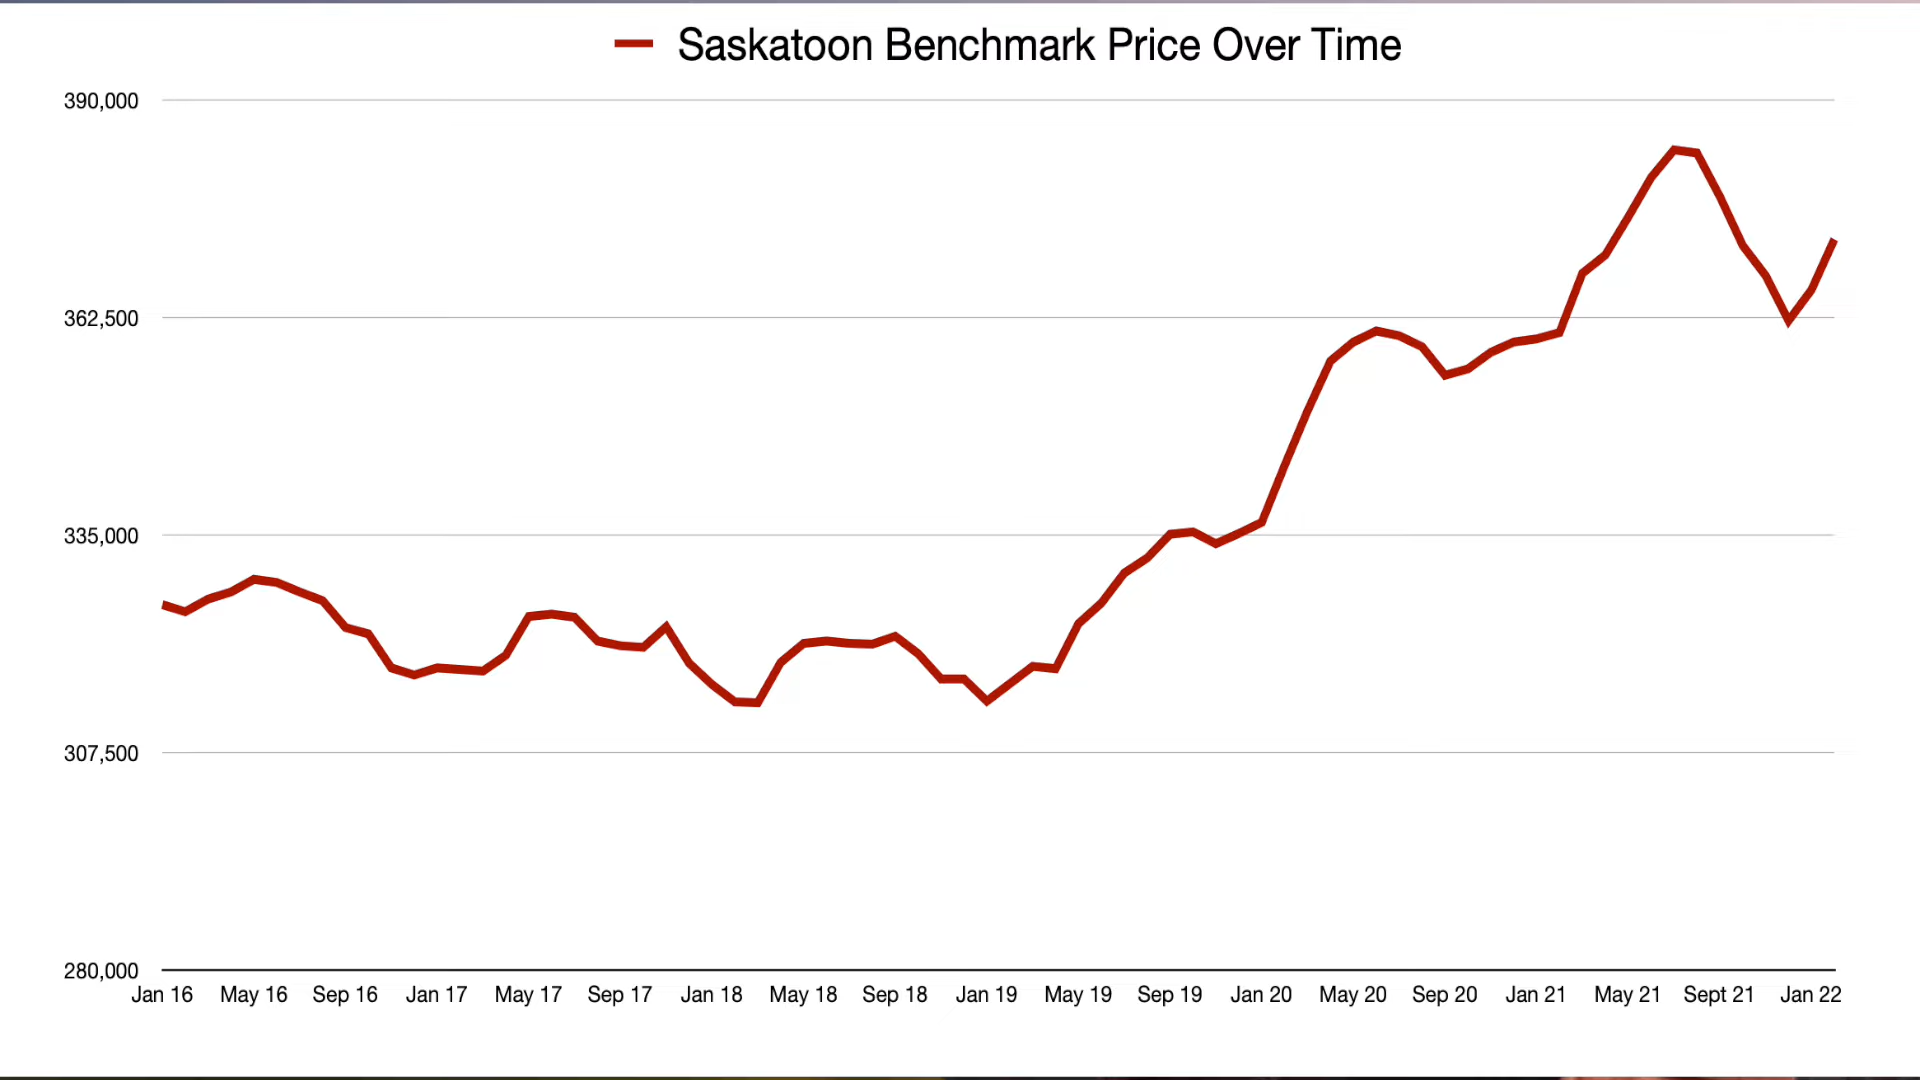 Saskatoon Benchmark Price Over Time
390,000
362,500
335,000
307,500
280,000
Jan 16 May 16 Sep 16 Jan 17 May 17 Sep 17 Jan 18 May 18 Sep 18 Jan 19 May 19 Sep 19 Jan 20 May 20 Sep 20 Jan 21 May 21 Sept 21 Jan 22